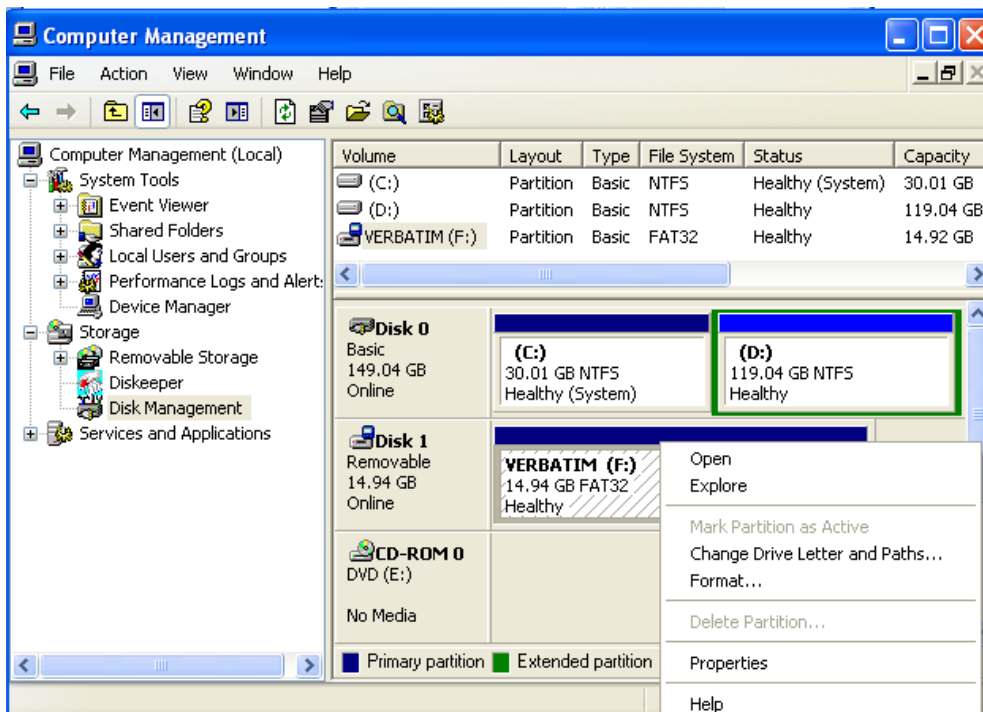 Computer Management
File Action View Window Help
Computer Management (Local)
System Tools
Event Viewer
Shared Folders
Local Users and Groups
Performance Logs and Alert:
Device Manager
Storage
Removable Storage
Diskeeper
Disk Management
Services and Applications
Volume Layout Type File System Status Capacity
(C:) Partition Basic NTFS Healthy (System) 30.01 GB
(D:) Partition Basic NTFS Healthy 119.04 GB
VERBATIM (F:) Partition Basic FAT32 Healthy 14.92 GB
Disk 0
Basic
149.04 GB
Online
(C:)
30.01 GB NTFS
Healthy (System)
(D:)
119.04 GB NTFS
Healthy
Disk 1
Removable
14.94 GB
Online
VERBATIM (F:)
14.94 GB FAT32
Healthy
CD-ROM 0
DVD (E:)
No Media
Primary partition Extended partition
Open
Explore
Mark Partition as Active
Change Drive Letter and Paths...
Format...
Delete Partition...
Properties
Help